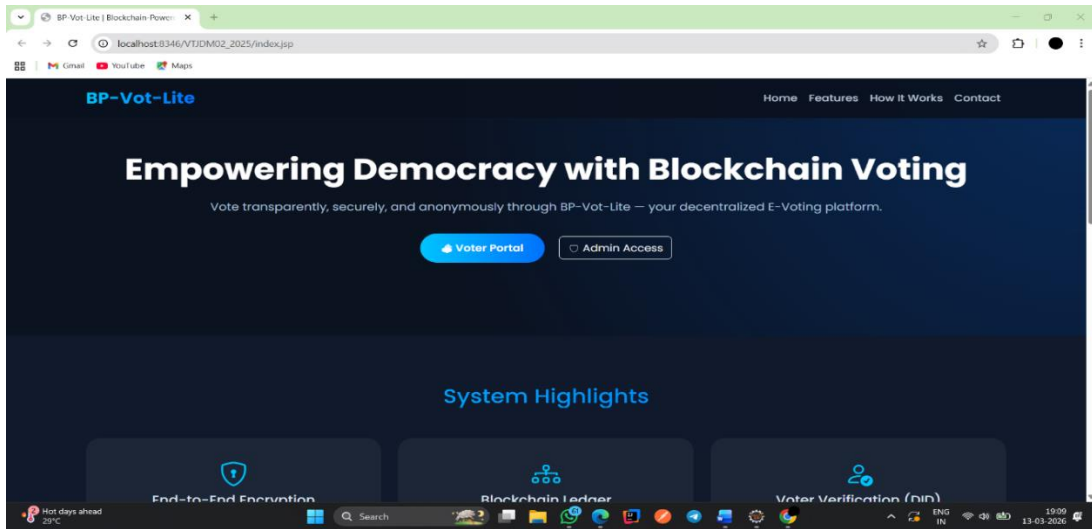 BP-Vot-Lite | Blockchain-Power
localhost:8346/VTJDM02_2025/index.jsp
Gmail YouTube Maps
BP-Vot-Lite
Home Features How It Works Contact
Empowering Democracy with Blockchain Voting
Vote transparently, securely, and anonymously through BP-Vot-Lite — your decentralized E-Voting platform.
Voter Portal Admin Access
System Highlights
End-to-End Encryption Blockchain Ledger Voter Verification (DID)
Hot days ahead
29°C
Search
ENG
IN
19:09
13-03-2026